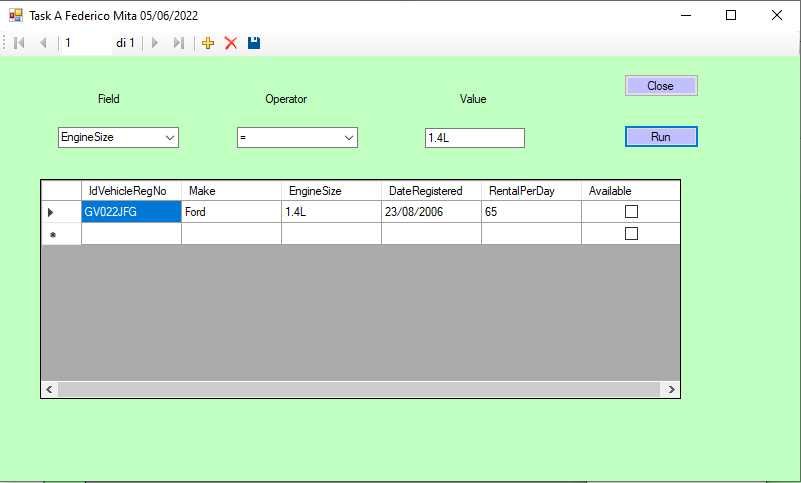 Task A Federico Mita 05/06/2022
1 di 1
Close
Field Operator Value
EngineSize = 1.4L Run
IdVehicleRegNo Make EngineSize DateRegistered RentalPerDay Available
GV022JFG Ford 1.4L 23/08/2006 65